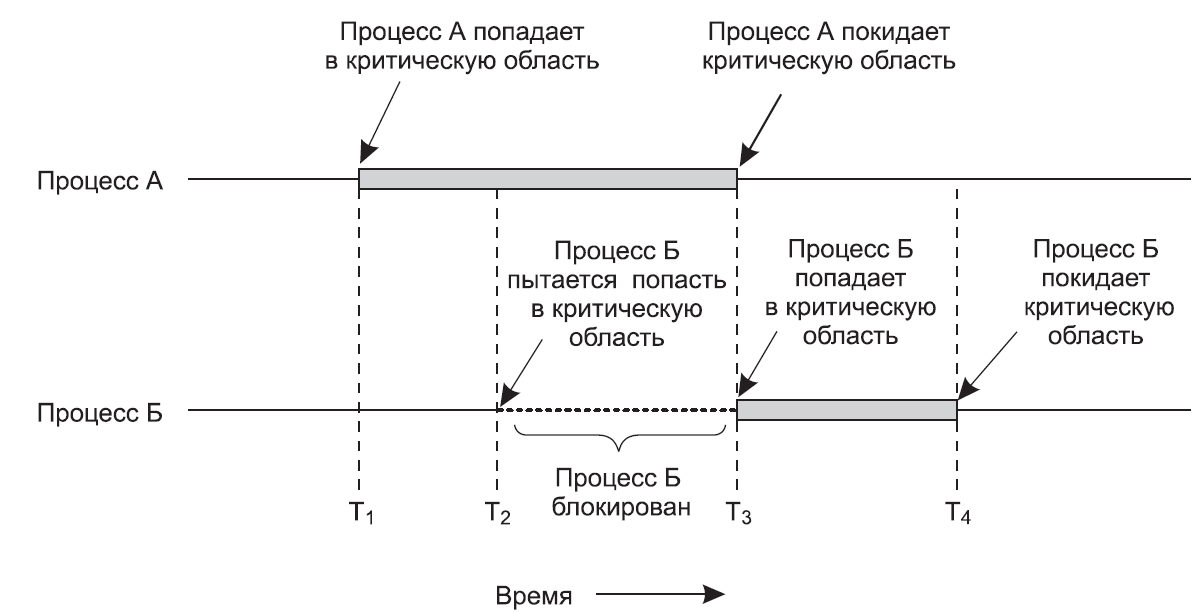 Процесс А попадает
в критическую область
Процесс А покидает
критическую область
Процесс А
Процесс Б
пытается попасть
в критическую
область
Процесс Б
попадает
в критическую
область
Процесс Б
покидает
критическую
область
Процесс Б
Процесс Б
блокирован
T1
T2
T3
T4
Время